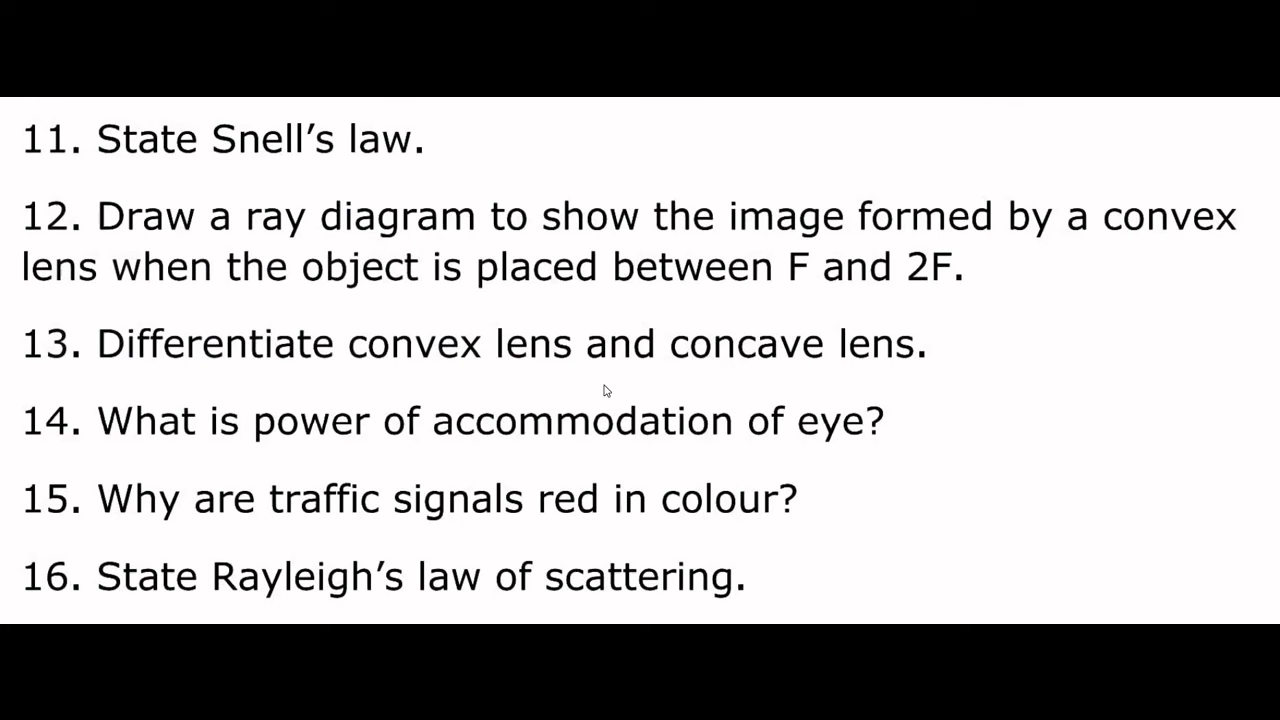 11. State Snell’s law.
12. Draw a ray diagram to show the image formed by a convex
lens when the object is placed between F and 2F.
13. Differentiate convex lens and concave lens.
14. What is power of accommodation of eye?
15. Why are traffic signals red in colour?
16. State Rayleigh’s law of scattering.